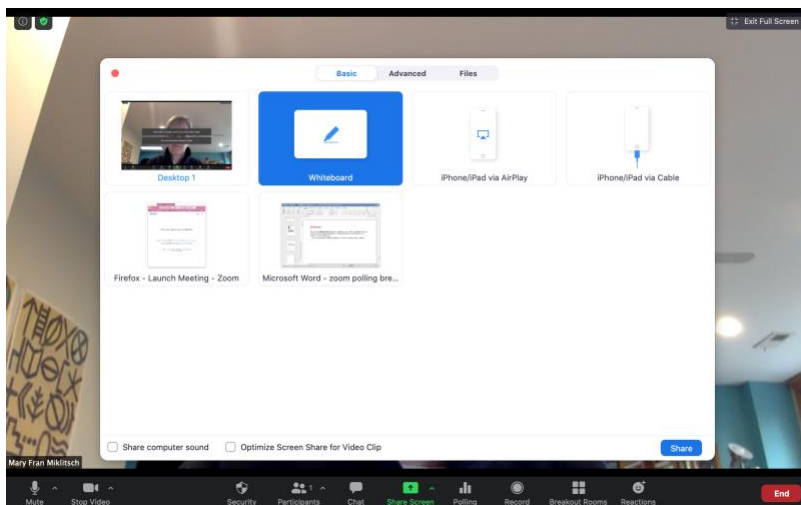 Exit Full Screen
Basic Advanced Files
Desktop 1 Whiteboard iPhone/iPad via AirPlay iPhone/iPad via Cable
Firefox - Launch Meeting - Zoom Microsoft Word - zoom polling bre...
Share computer sound Optimize Screen Share for Video Clip Share
Mary Fran Miklitsch
1
Mute Stop Video Security Participants Chat Share Screen Polling Record Breakout Rooms Reactions End